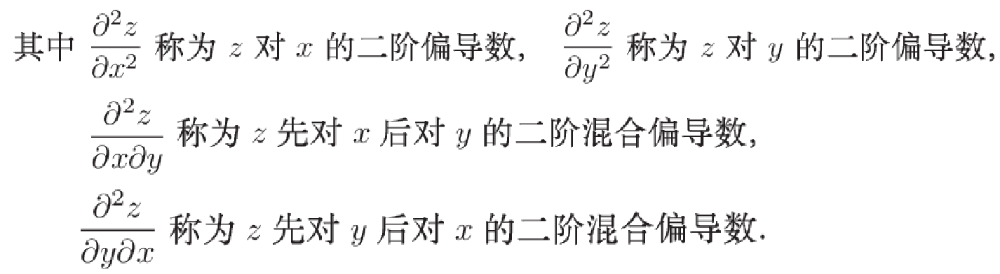 其中 $\frac{\partial^2 z}{\partial x^2}$ 称为 $z$ 对 $x$ 的二阶偏导数, $\frac{\partial^2 z}{\partial y^2}$ 称为 $z$ 对 $y$ 的二阶偏导数,
$\frac{\partial^2 z}{\partial x \partial y}$ 称为 $z$ 先对 $x$ 后对 $y$ 的二阶混合偏导数,
$\frac{\partial^2 z}{\partial y \partial x}$ 称为 $z$ 先对 $y$ 后对 $x$ 的二阶混合偏导数.